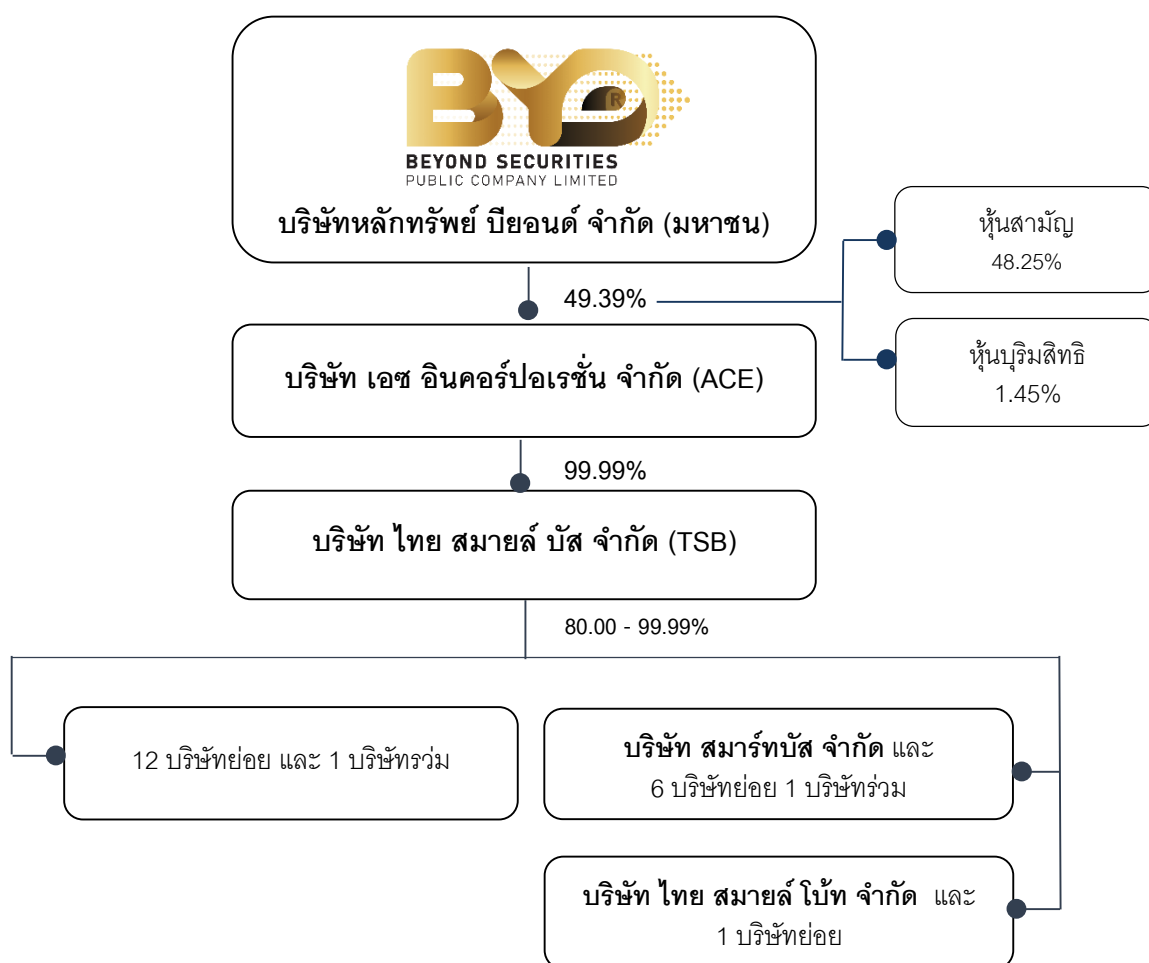 BYD
®
BEYOND SECURITIES
PUBLIC COMPANY LIMITED
บริษัทหลักทรัพย์ บียอนด์ จำกัด (มหาชน)
49.39%
หุ้นสามัญ
48.25%
หุ้นบุริมสิทธิ
1.45%
บริษัท เอซ อินคอร์ปอเรชั่น จำกัด (ACE)
99.99%
บริษัท ไทย สมายล์ บัส จำกัด (TSB)
80.00 - 99.99%
12 บริษัทย่อย และ 1 บริษัทรว่ม
บริษัท สมาร์ทบัส จำกัด และ
6 บริษัทย่อย 1 บริษัทร่วม
บริษัท ไทย สมายล์ โบ้ท จำกัด และ
1 บริษัทย่อย